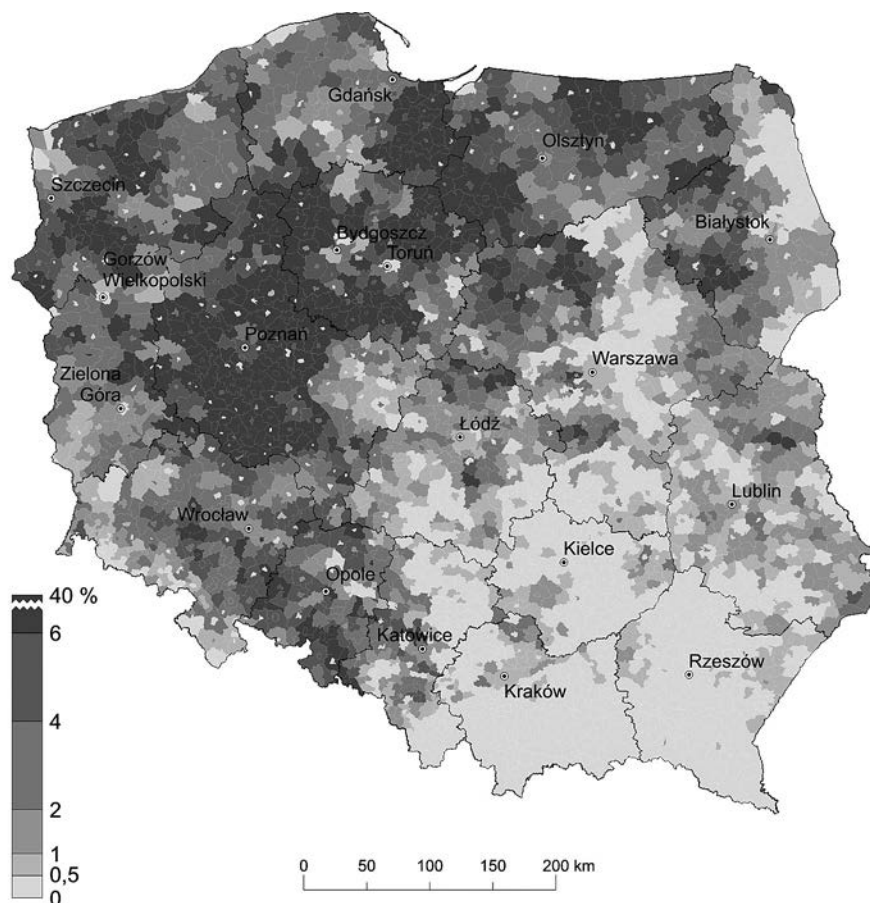 Gdańsk
Olsztyn
Szczecin
Białystok
Bydgoszcz
Toruń
Gorzów
Wielkopolski
Poznań
Warszawa
Zielona
Góra
Łódź
Lublin
Wrocław
Kielce
Opole
40 %
6
Katowice
Rzeszów
Kraków
4
2
1
0,5
0
0 50 100 150 200 km